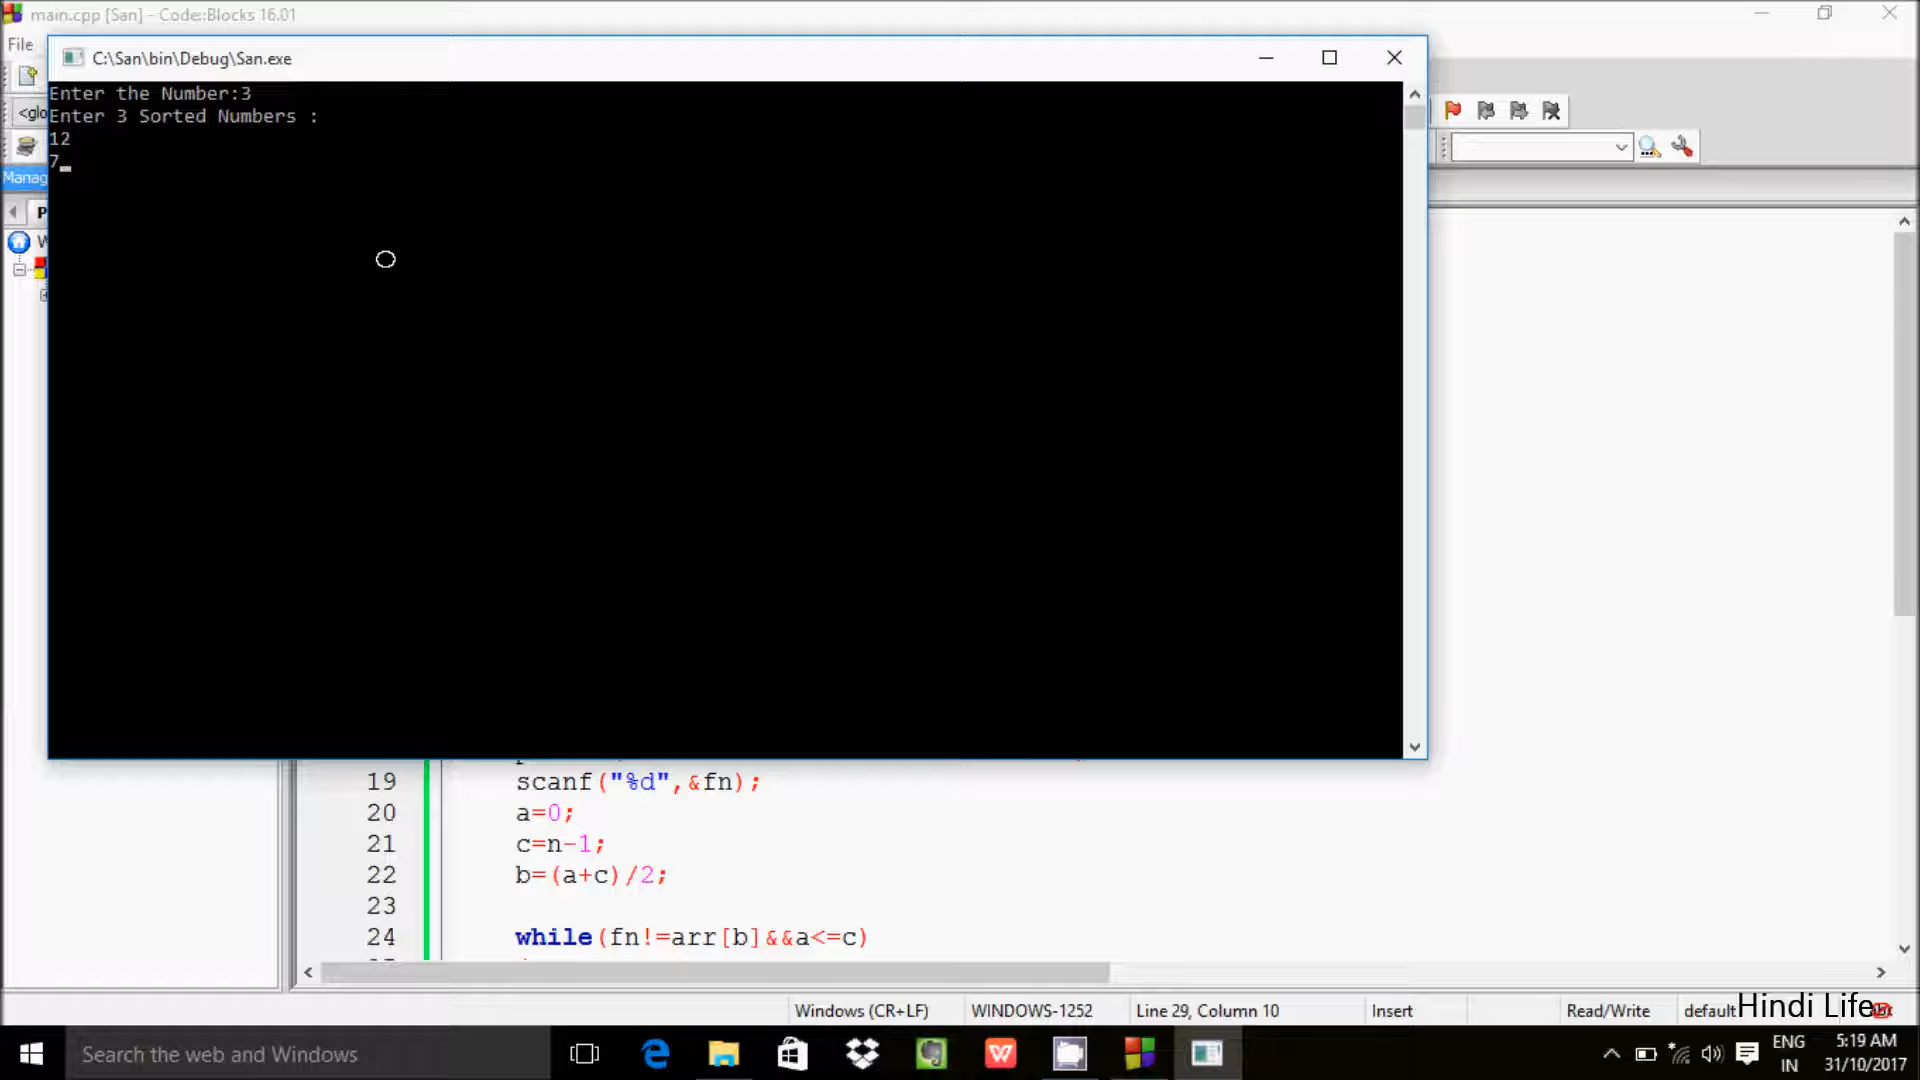 main.cpp [San] - Code::Blocks 16.01
File
C:\San\bin\Debug\San.exe
Enter the Number:3
Enter 3 Sorted Numbers :
12
7
<glo
Manag
P
W
19 scanf("%d",&fn);
20 a=0;
21 c=n-1;
22 b=(a+c)/2;
23
24 while(fn!=arr[b]&&a<=c)
Windows (CR+LF) WINDOWS-1252 Line 29, Column 10 Insert Read/Write default
Hindi Life
Search the web and Windows
ENG
IN
5:19 AM
31/10/2017